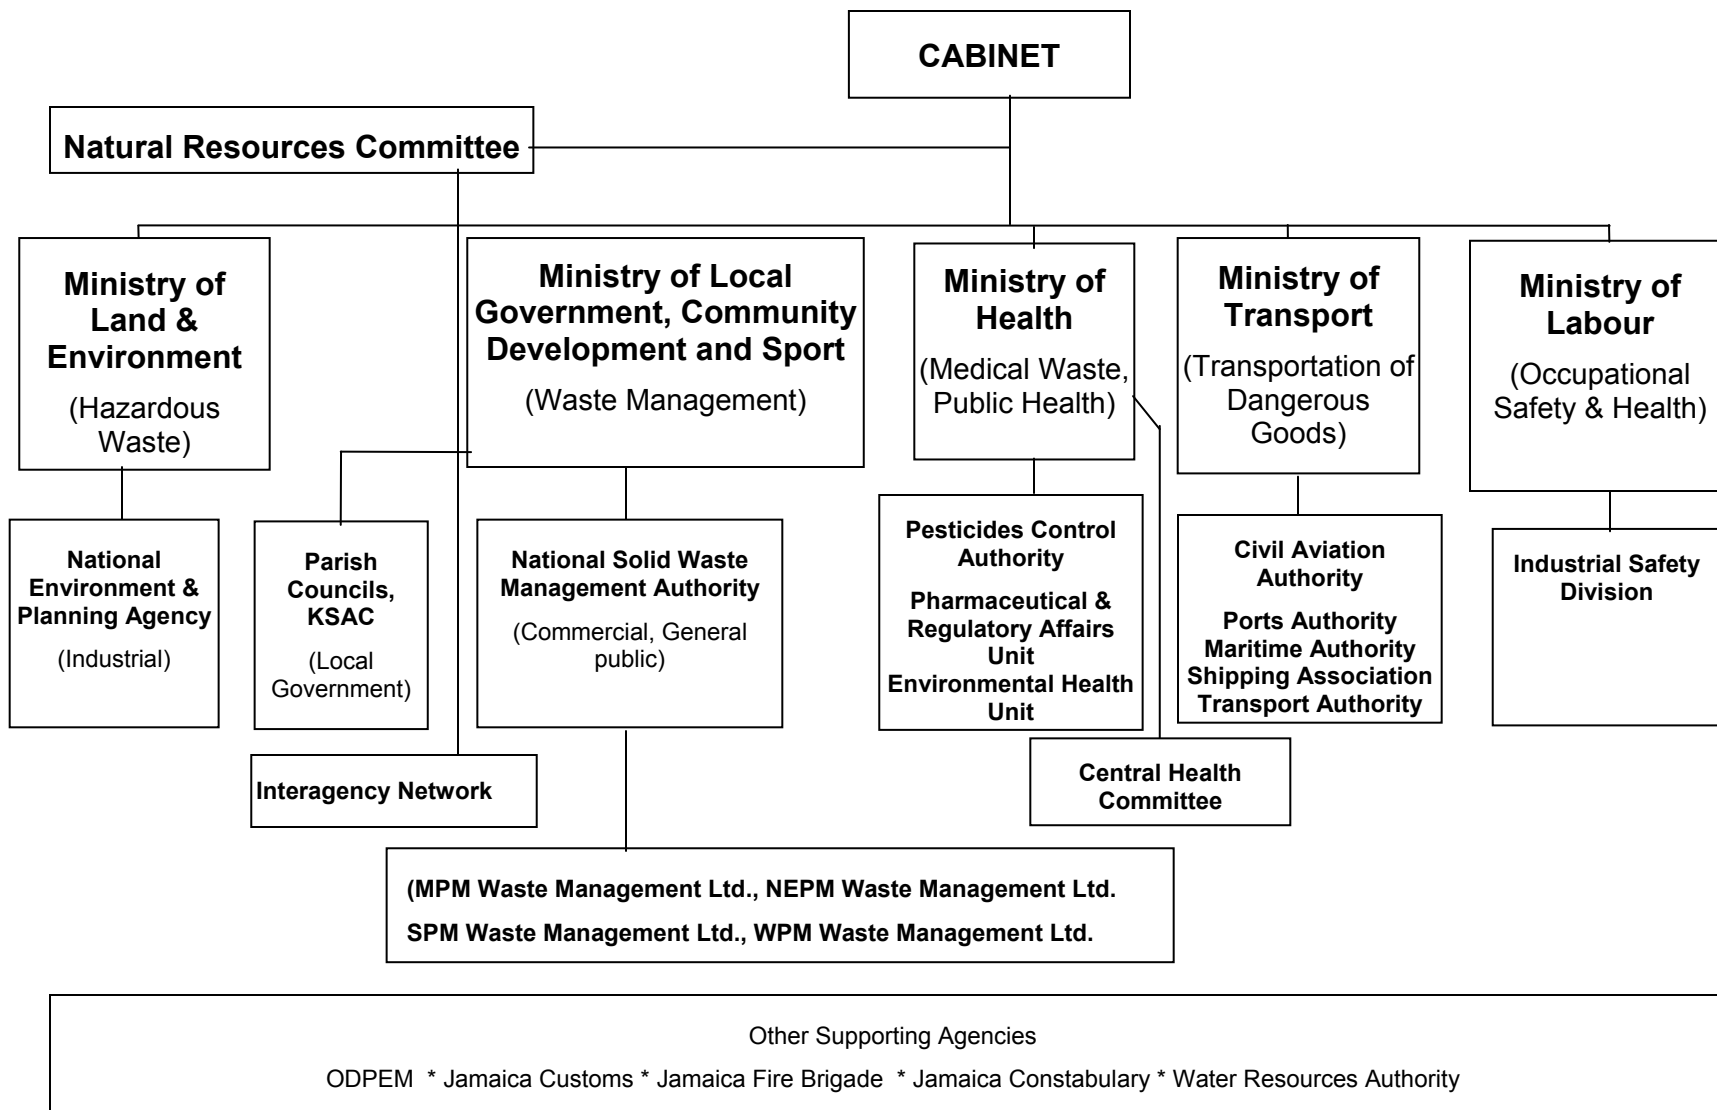 CABINET
Natural Resources Committee
Ministry of
Land &
Environment
(Hazardous
Waste)
Ministry of Local
Government, Community
Development and Sport
(Waste Management)
Ministry of
Health
(Medical Waste,
Public Health)
Ministry of
Transport
(Transportation of
Dangerous
Goods)
Ministry of
Labour
(Occupational
Safety & Health)
National
Environment &
Planning Agency
(Industrial)
Parish
Councils,
KSAC
(Local
Government)
National Solid Waste
Management Authority
(Commercial, General
public)
Pesticides Control
Authority
Pharmaceutical &
Regulatory Affairs
Unit
Environmental Health
Unit
Civil Aviation
Authority
Ports Authority
Maritime Authority
Shipping Association
Transport Authority
Industrial Safety
Division
Interagency Network
Central Health
Committee
(MPM Waste Management Ltd., NEPM Waste Management Ltd.
SPM Waste Management Ltd., WPM Waste Management Ltd.
Other Supporting Agencies
ODPEM * Jamaica Customs * Jamaica Fire Brigade * Jamaica Constabulary * Water Resources Authority